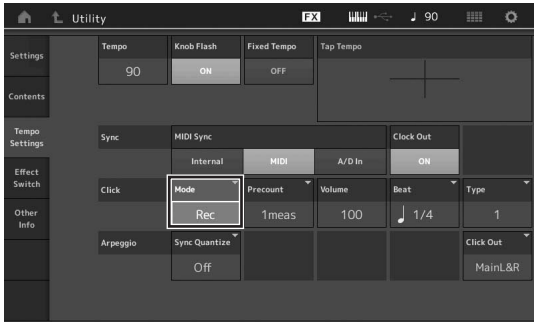 Utility
FX
90
Settings
Contents
Tempo
Settings
Effect
Switch
Other
Info
Tempo
90
Knob Flash
ON
Fixed Tempo
OFF
Tap Tempo
Sync
MIDI Sync
Internal
MIDI
A/D In
Clock Out
ON
Click
Mode
Rec
Precount
1meas
Volume
100
Beat
1/4
Type
1
Arpeggio
Sync Quantize
Off
Click Out
MainL&R